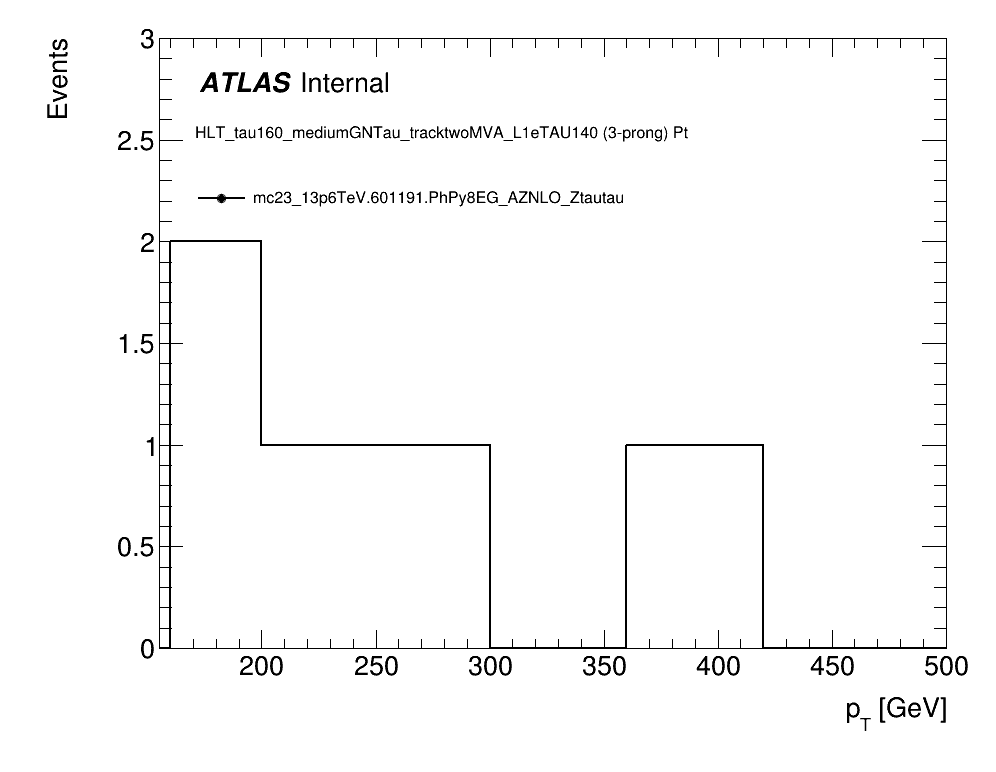 Events
3
2.5
2
1.5
1
0.5
0
ATLAS Internal
HLT_tau160_mediumGNTau_tracktwoMVA_L1eTAU140 (3-prong) Pt
mc23_13p6TeV.601191.PhPy8EG_AZNLO_Ztautau
200 250 300 350 400 450 500
pT [GeV]